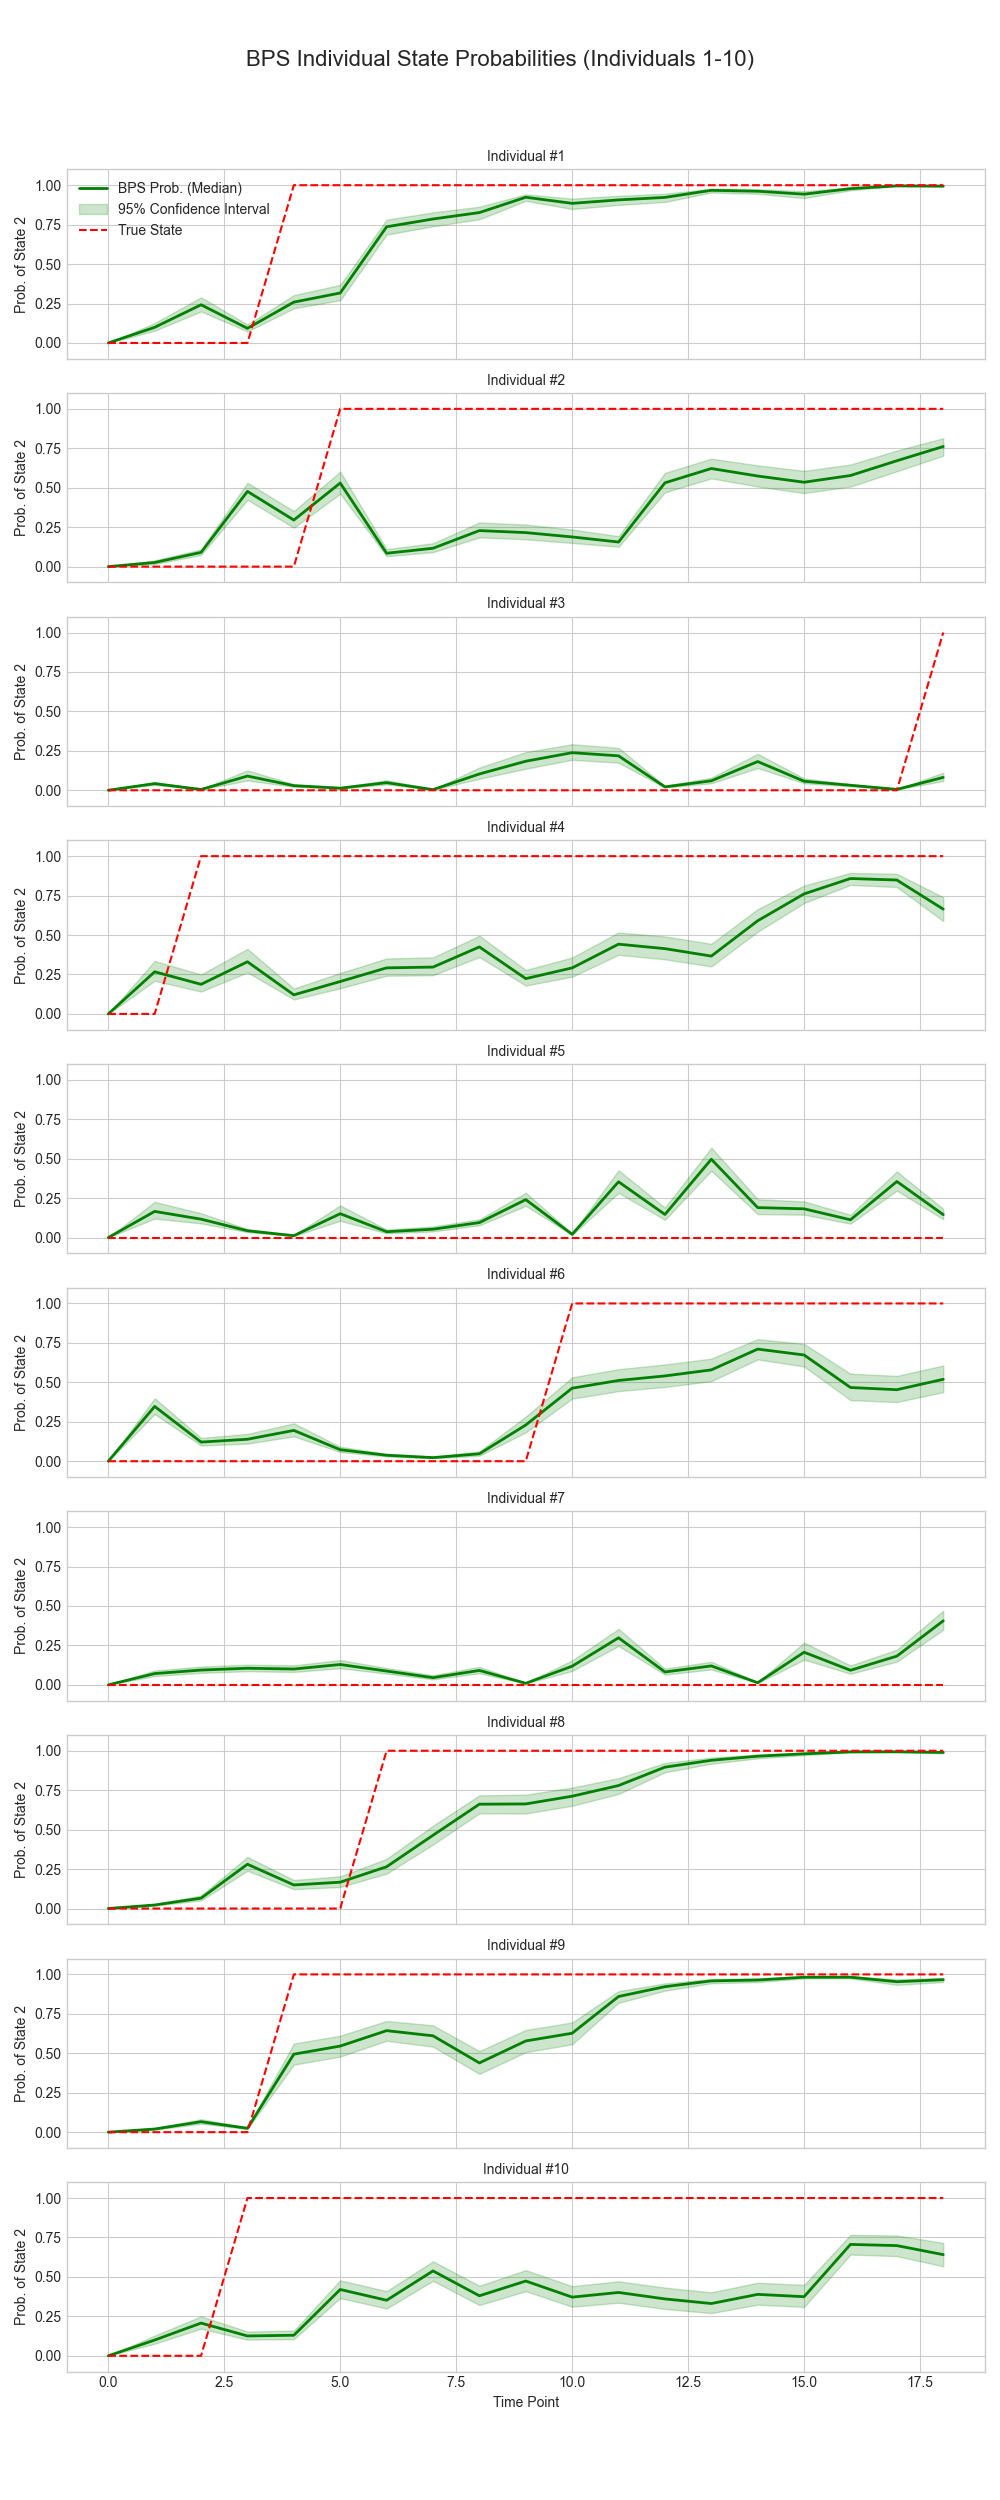 BPS Individual State Probabilities (Individuals 1-10)
Individual #1
1.00
0.75
0.50
0.25
0.00
Prob. of State 2
BPS Prob. (Median)
95% Confidence Interval
True State
Individual #2
1.00
0.75
0.50
0.25
0.00
Prob. of State 2
Individual #3
1.00
0.75
0.50
0.25
0.00
Prob. of State 2
Individual #4
1.00
0.75
0.50
0.25
0.00
Prob. of State 2
Individual #5
1.00
0.75
0.50
0.25
0.00
Prob. of State 2
Individual #6
1.00
0.75
0.50
0.25
0.00
Prob. of State 2
Individual #7
1.00
0.75
0.50
0.25
0.00
Prob. of State 2
Individual #8
1.00
0.75
0.50
0.25
0.00
Prob. of State 2
Individual #9
1.00
0.75
0.50
0.25
0.00
Prob. of State 2
Individual #10
1.00
0.75
0.50
0.25
0.00
Prob. of State 2
0.0 2.5 5.0 7.5 10.0 12.5 15.0 17.5
Time Point